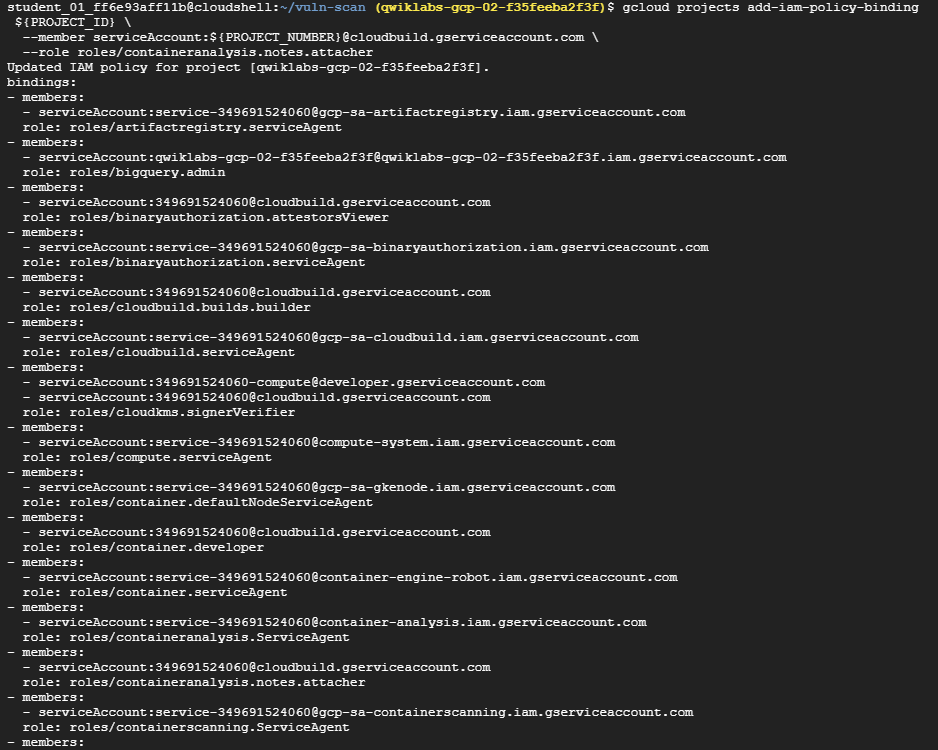 student_01_ff6e93aff11b@cloudshell:~/vuln-scan (qwiklabs-gcp-02-f35feeba2f3f)$ gcloud projects add-iam-policy-binding
${PROJECT_ID} \
--member serviceAccount:${PROJECT_NUMBER}@cloudbuild.gserviceaccount.com \
--role roles/containeranalysis.notes.attacher
Updated IAM policy for project [qwiklabs-gcp-02-f35feeba2f3f].
bindings:
- members:
- serviceAccount:service-349691524060@gcp-sa-artifactregistry.iam.gserviceaccount.com
role: roles/artifactregistry.serviceAgent
- members:
- serviceAccount:qwiklabs-gcp-02-f35feeba2f3f@qwiklabs-gcp-02-f35feeba2f3f.iam.gserviceaccount.com
role: roles/bigquery.admin
- members:
- serviceAccount:349691524060@cloudbuild.gserviceaccount.com
role: roles/binaryauthorization.attestorsViewer
- members:
- serviceAccount:service-349691524060@gcp-sa-binaryauthorization.iam.gserviceaccount.com
role: roles/binaryauthorization.serviceAgent
- members:
- serviceAccount:349691524060@cloudbuild.gserviceaccount.com
role: roles/cloudbuild.builds.builder
- members:
- serviceAccount:service-349691524060@gcp-sa-cloudbuild.iam.gserviceaccount.com
role: roles/cloudbuild.serviceAgent
- members:
- serviceAccount:349691524060-compute@developer.gserviceaccount.com
- serviceAccount:349691524060@cloudbuild.gserviceaccount.com
role: roles/cloudkms.signerVerifier
- members:
- serviceAccount:service-349691524060@compute-system.iam.gserviceaccount.com
role: roles/compute.serviceAgent
- members:
- serviceAccount:service-349691524060@gcp-sa-gkenode.iam.gserviceaccount.com
role: roles/container.defaultNodeServiceAgent
- members:
- serviceAccount:349691524060@cloudbuild.gserviceaccount.com
role: roles/container.developer
- members:
- serviceAccount:service-349691524060@container-engine-robot.iam.gserviceaccount.com
role: roles/container.serviceAgent
- members:
- serviceAccount:service-349691524060@container-analysis.iam.gserviceaccount.com
role: roles/containeranalysis.ServiceAgent
- members:
- serviceAccount:349691524060@cloudbuild.gserviceaccount.com
role: roles/containeranalysis.notes.attacher
- members:
- serviceAccount:service-349691524060@gcp-sa-containerscanning.iam.gserviceaccount.com
role: roles/containerscanning.ServiceAgent
- members: